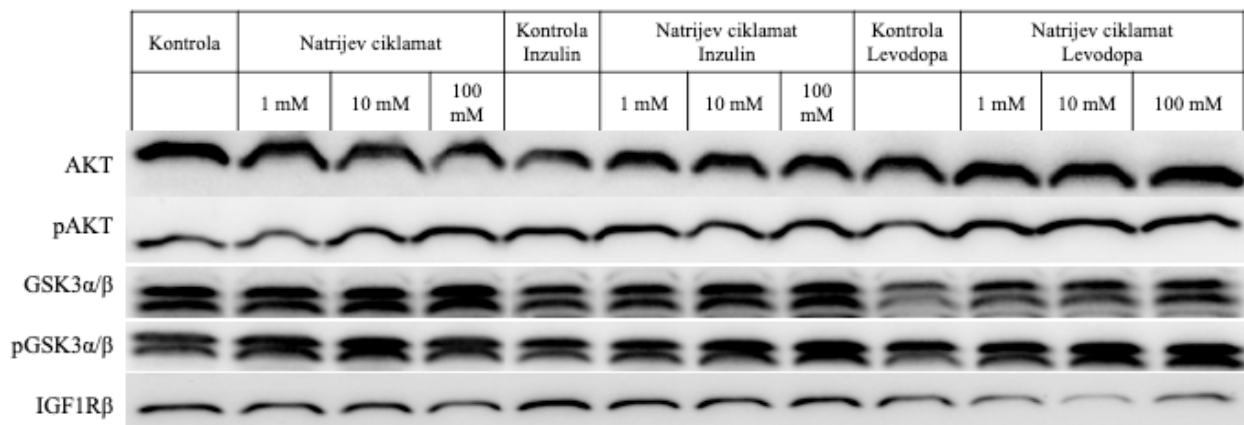 Kontrola
Natrijev ciklamat
Kontrola
Inzulin
Natrijev ciklamat
Inzulin
Kontrola
Levodopa
Natrijev ciklamat
Levodopa
1 mM
10 mM
100
mM
1 mM
10 mM
100
mM
1 mM
10 mM
100 mM
AKT
pAKT
GSK3α/β
pGSK3α/β
IGF1Rβ